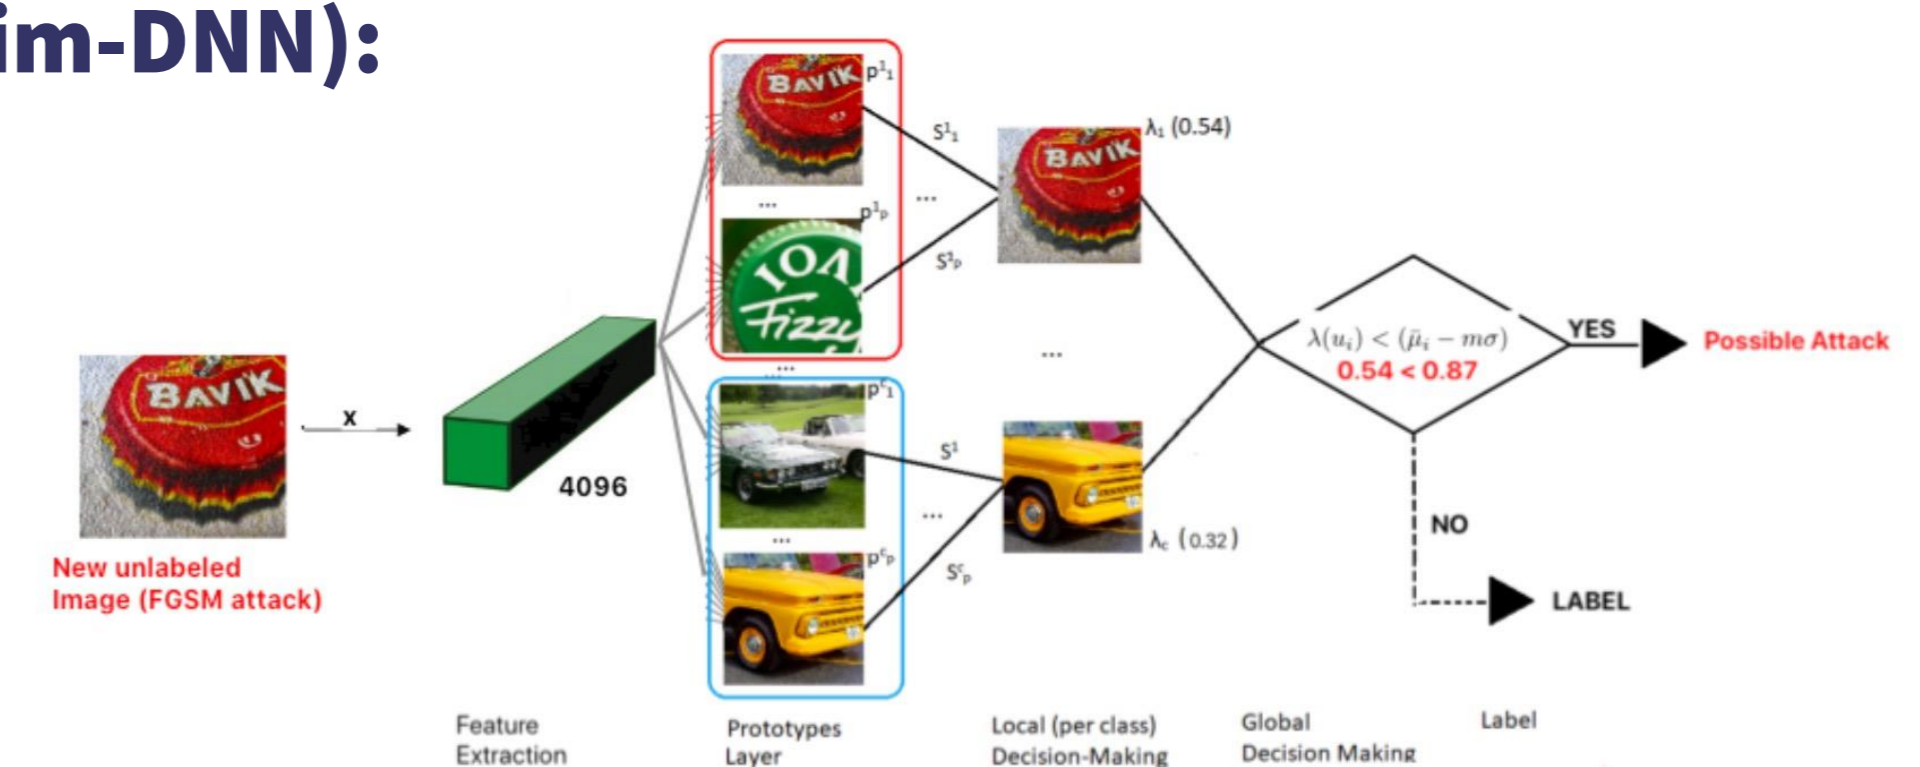 im-DNN):
BAVIK
New unlabeled
Image (FGSM attack)
x
4096
Feature
Extraction
BAVIK
p¹₁
...
p¹ₚ
Fizzy
...
pᶜ₁
...
pᶜₚ
Prototypes
Layer
S¹₁
...
S¹ₚ
S¹
...
Sᶜₚ
BAVIK
λ₁ (0.54)
...
λ꜀ (0.32)
Local (per class)
Decision-Making
λ(uᵢ) < (μ̄ᵢ − mσ)
0.54 < 0.87
Global
Decision Making
YES
Possible Attack
NO
LABEL
Label